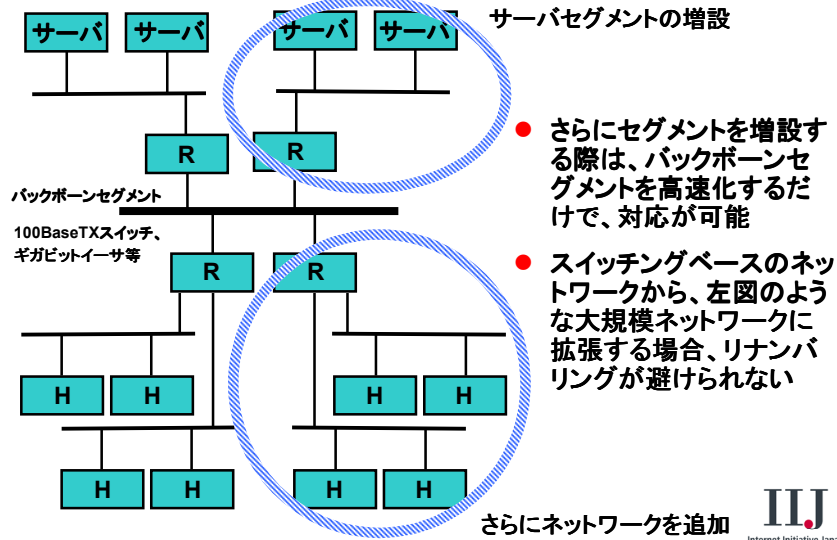 サーバ サーバ サーバ サーバ
サーバセグメントの増設
R R
バックボーンセグメント
100BaseTXスイッチ、
ギガビットイーサ等
R R
H H H H
H H H H
さらにネットワークを追加
● さらにセグメントを増設す
る際は、バックボーンセ
グメントを高速化するだ
けで、対応が可能
● スイッチングベースのネッ
トワークから、左図のよう
な大規模ネットワークに
拡張する場合、リナンバ
リングが避けられない
IIJ